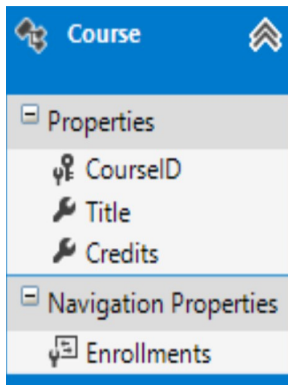 Course
Properties
CourseID
Title
Credits
Navigation Properties
Enrollments